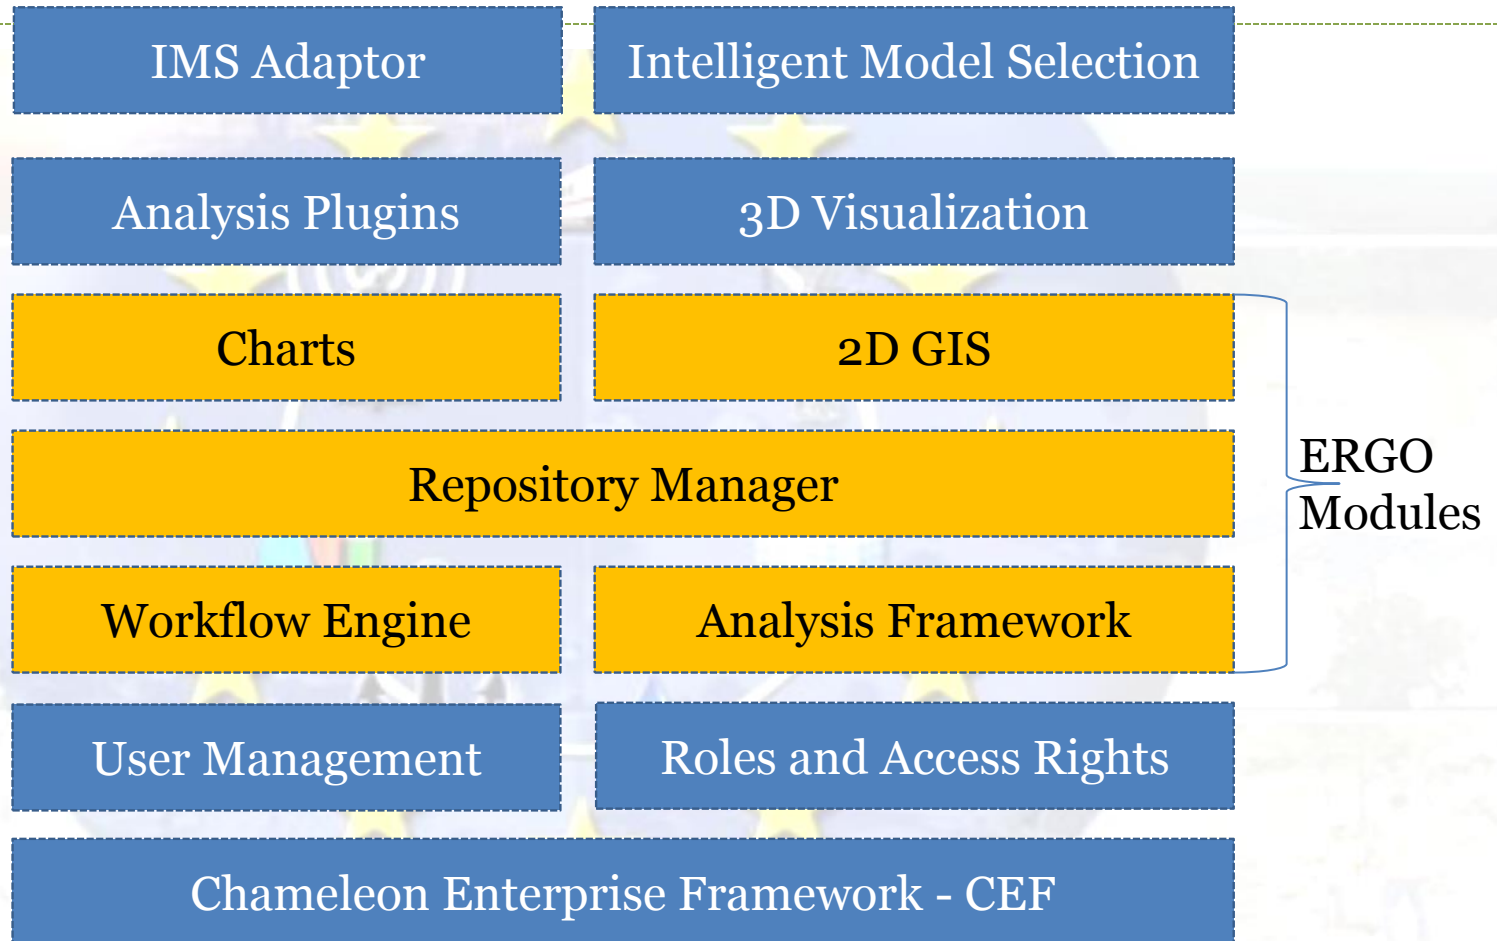 IMS Adaptor
Intelligent Model Selection
Analysis Plugins
3D Visualization
Charts
2D GIS
Repository Manager
ERGO
Modules
Workflow Engine
Analysis Framework
User Management
Roles and Access Rights
Chameleon Enterprise Framework - CEF